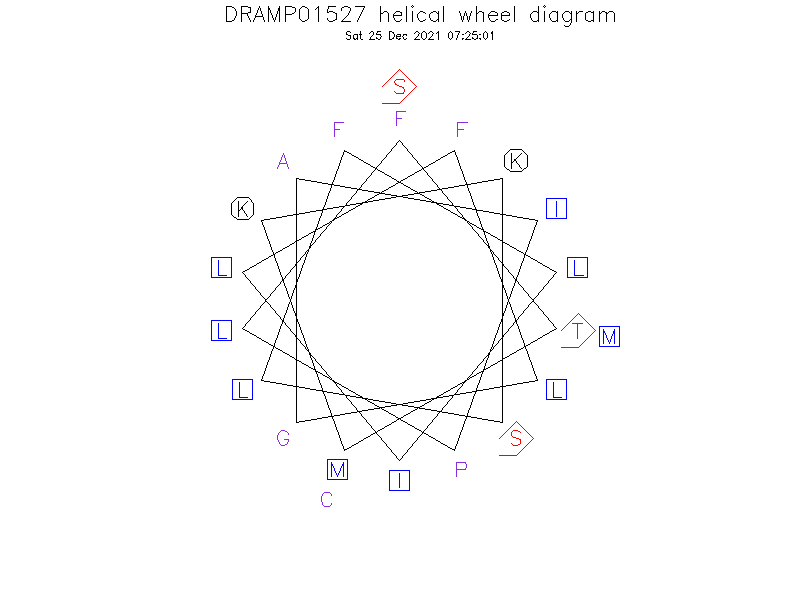 DRAMP01527 helical wheel diagram
Sat 25 Dec 2021 07:25:01
S
F F F
A K
K I
L L
L T M
L L
G S
M I P
C